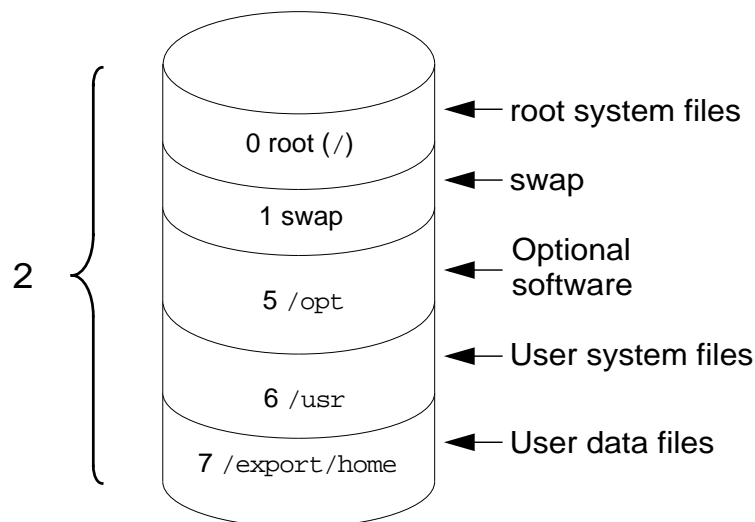 root system files
0 root (/)
swap
1 swap
2
Optional
software
5 /opt
User system files
6 /usr
User data files
7 /export/home